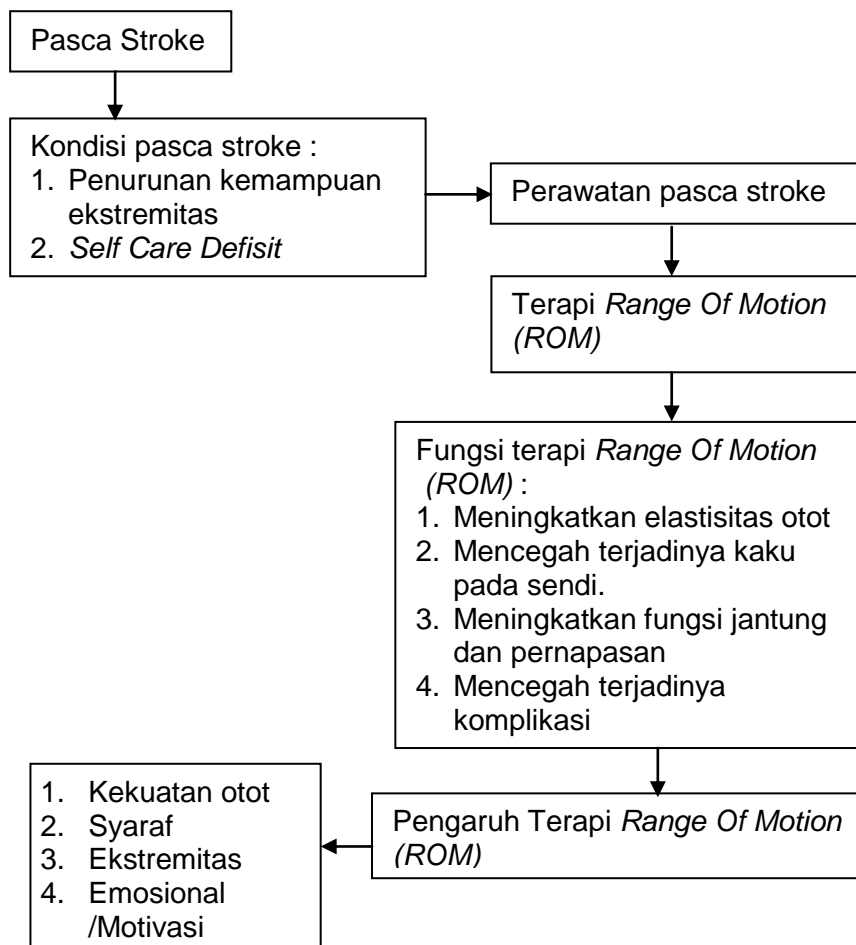 Pasca Stroke
Kondisi pasca stroke :
1. Penurunan kemampuan
ekstremitas
2. Self Care Defisit
Perawatan pasca stroke
Terapi Range Of Motion
(ROM)
Fungsi terapi Range Of Motion
(ROM) :
1. Meningkatkan elastisitas otot
2. Mencegah terjadinya kaku
pada sendi.
3. Meningkatkan fungsi jantung
dan pernapasan
4. Mencegah terjadinya
komplikasi
Pengaruh Terapi Range Of Motion
(ROM)
1. Kekuatan otot
2. Syaraf
3. Ekstremitas
4. Emosional
/Motivasi